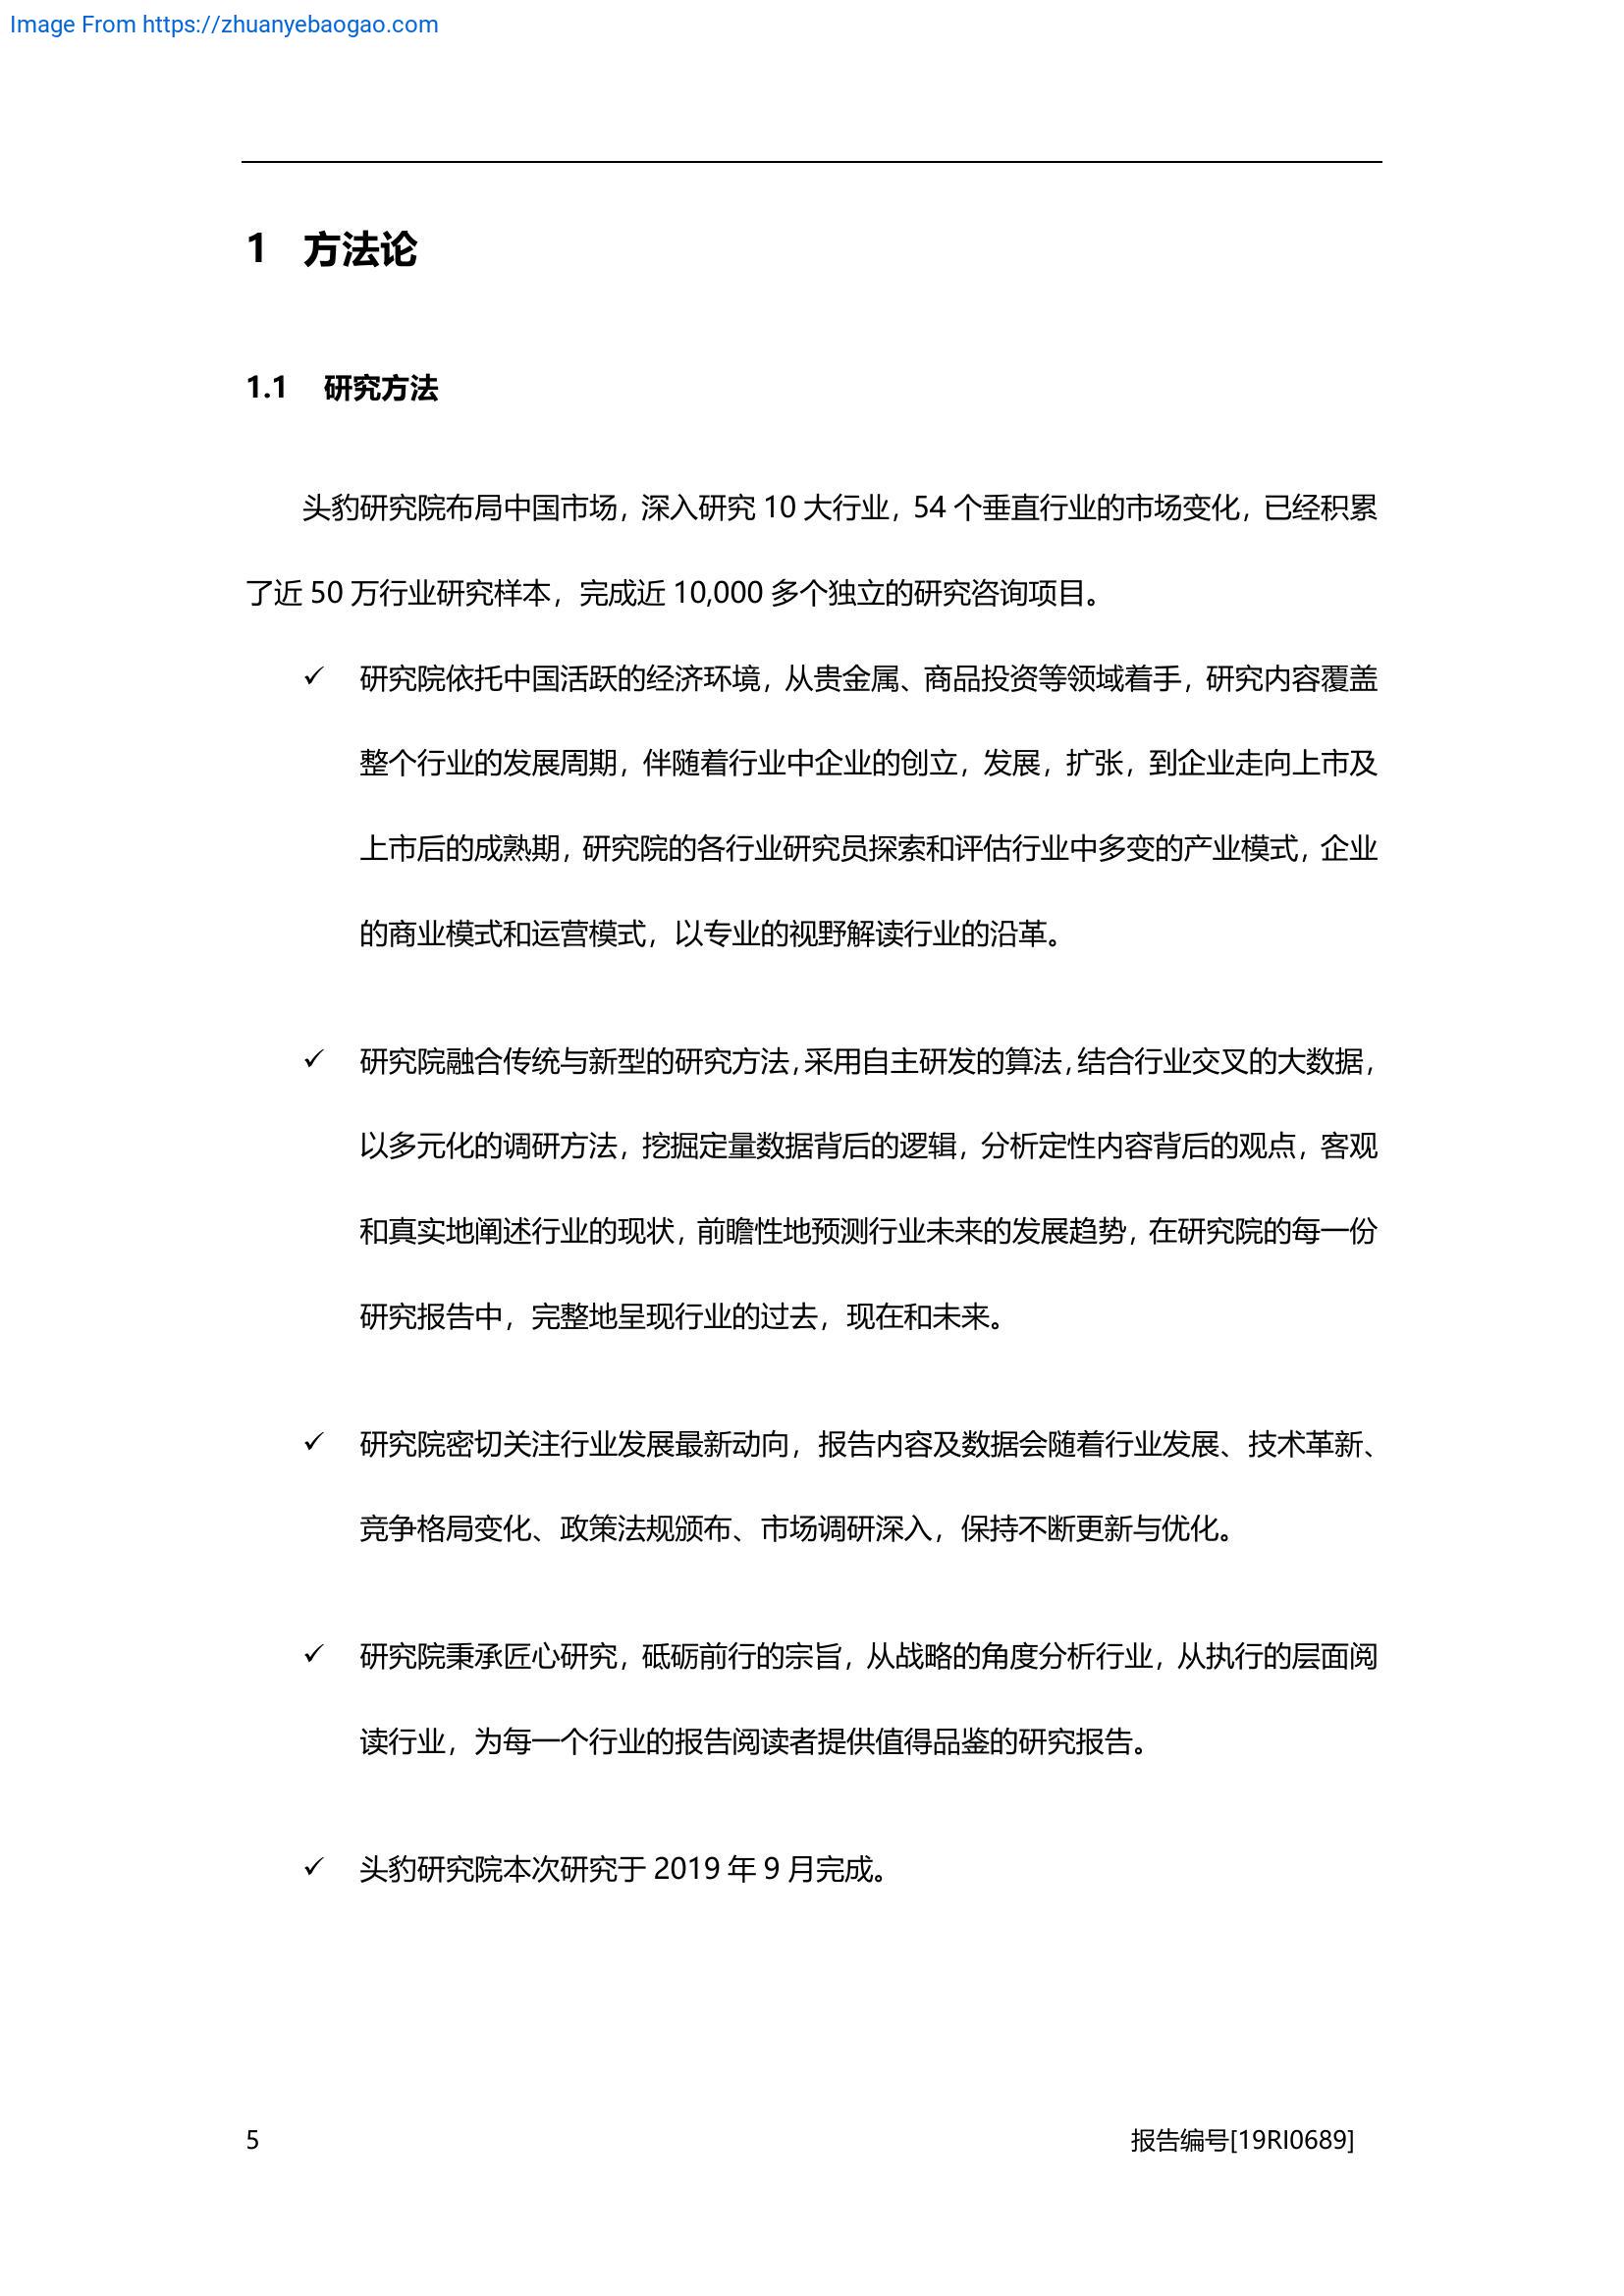 Image From https://zhuanyebaogao.com
1 方法论
1.1 研究方法
头豹研究院布局中国市场，深入研究 10 大行业，54 个垂直行业的市场变化，已经积累
了近 50 万行业研究样本，完成近 10,000 多个独立的研究咨询项目。
✓ 研究院依托中国活跃的经济环境，从贵金属、商品投资等领域着手，研究内容覆盖
整个行业的发展周期，伴随着行业中企业的创立，发展，扩张，到企业走向上市及
上市后的成熟期，研究院的各行业研究员探索和评估行业中多变的产业模式，企业
的商业模式和运营模式，以专业的视野解读行业的沿革。
✓ 研究院融合传统与新型的研究方法，采用自主研发的算法，结合行业交叉的大数据，
以多元化的调研方法，挖掘定量数据背后的逻辑，分析定性内容背后的观点，客观
和真实地阐述行业的现状，前瞻性地预测行业未来的发展趋势，在研究院的每一份
研究报告中，完整地呈现行业的过去，现在和未来。
✓ 研究院密切关注行业发展最新动向，报告内容及数据会随着行业发展、技术革新、
竞争格局变化、政策法规颁布、市场调研深入，保持不断更新与优化。
✓ 研究院秉承匠心研究，砥砺前行的宗旨，从战略的角度分析行业，从执行的层面阅
读行业，为每一个行业的报告阅读者提供值得品鉴的研究报告。
✓ 头豹研究院本次研究于 2019 年 9 月完成。
5 报告编号[19RI0689]